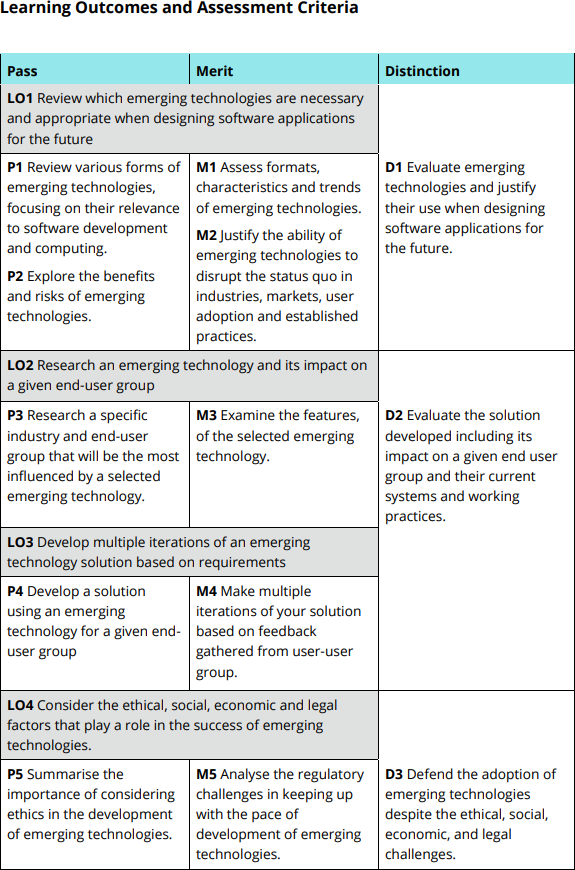 Learning Outcomes and Assessment Criteria
Pass
Merit
Distinction
LO1 Review which emerging technologies are necessary
and appropriate when designing software applications
for the future
P1 Review various forms of
emerging technologies,
focusing on their relevance
to software development
and computing.
P2 Explore the benefits
and risks of emerging
technologies.
M1 Assess formats,
characteristics and trends
of emerging technologies.
M2 Justify the ability of
emerging technologies to
disrupt the status quo in
industries, markets, user
adoption and established
practices.
D1 Evaluate emerging
technologies and justify
their use when designing
software applications for
the future.
LO2 Research an emerging technology and its impact on
a given end-user group
P3 Research a specific
industry and end-user
group that will be the most
influenced by a selected
emerging technology.
M3 Examine the features,
of the selected emerging
technology.
D2 Evaluate the solution
developed including its
impact on a given end user
group and their current
systems and working
practices.
LO3 Develop multiple iterations of an emerging
technology solution based on requirements
P4 Develop a solution
using an emerging
technology for a given end-
user group
M4 Make multiple
iterations of your solution
based on feedback
gathered from user-user
group.
LO4 Consider the ethical, social, economic and legal
factors that play a role in the success of emerging
technologies.
P5 Summarise the
importance of considering
ethics in the development
of emerging technologies.
M5 Analyse the regulatory
challenges in keeping up
with the pace of
development of emerging
technologies.
D3 Defend the adoption of
emerging technologies
despite the ethical, social,
economic, and legal
challenges.